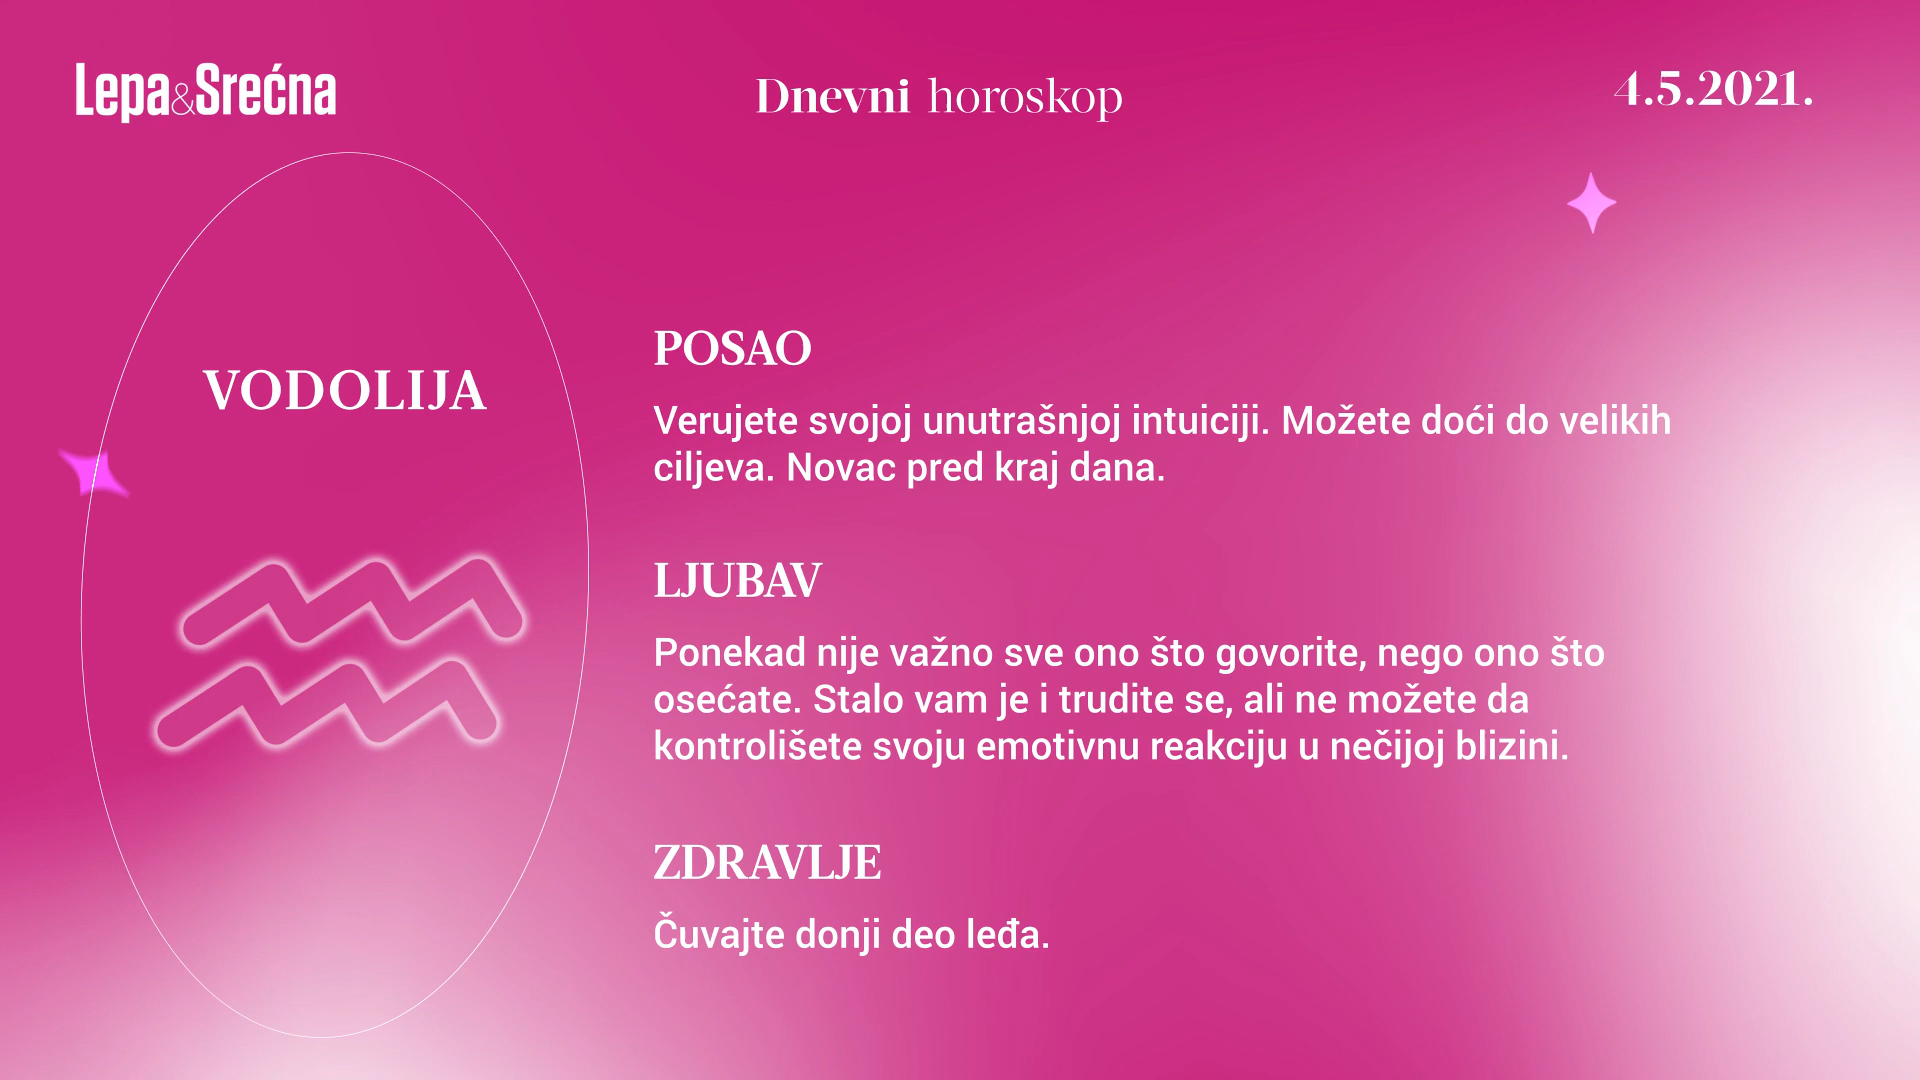 Lepa&Srećna
Dnevni horoskop
4.5.2021.
VODOLIJA
POSAO
Verujete svojoj unutrašnjoj intuiciji. Možete doći do velikih
ciljeva. Novac pred kraj dana.
LJUBAV
Ponekad nije važno sve ono što govorite, nego ono što
osećate. Stalo vam je i trudite se, ali ne možete da
kontrolišete svoju emotivnu reakciju u nečijoj blizini.
ZDRAVLJE
Čuvajte donji deo leđa.